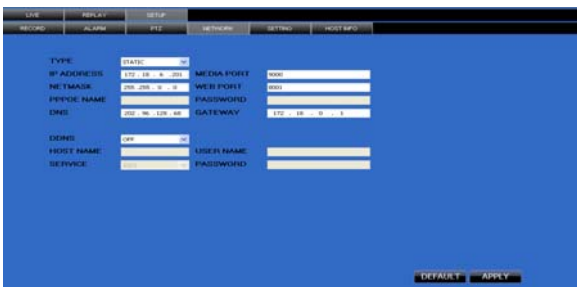 LIVE REPLAY SETUP
RECORD ALARM PTZ NETWORK SETTING HOST INFO
TYPE STATIC
IP ADDRESS 172 . 18 . 6 .201 MEDIA PORT 9000
NETMASK 255 .255 . 0 . 0 WEB PORT 8001
PPPOE NAME PASSWORD
DNS 202 . 96 .128 . 68 GATEWAY 172 . 18 . 0 . 1
DDNS OFF
HOST NAME USER NAME
SERVICE PASSWORD
DEFAULT APPLY